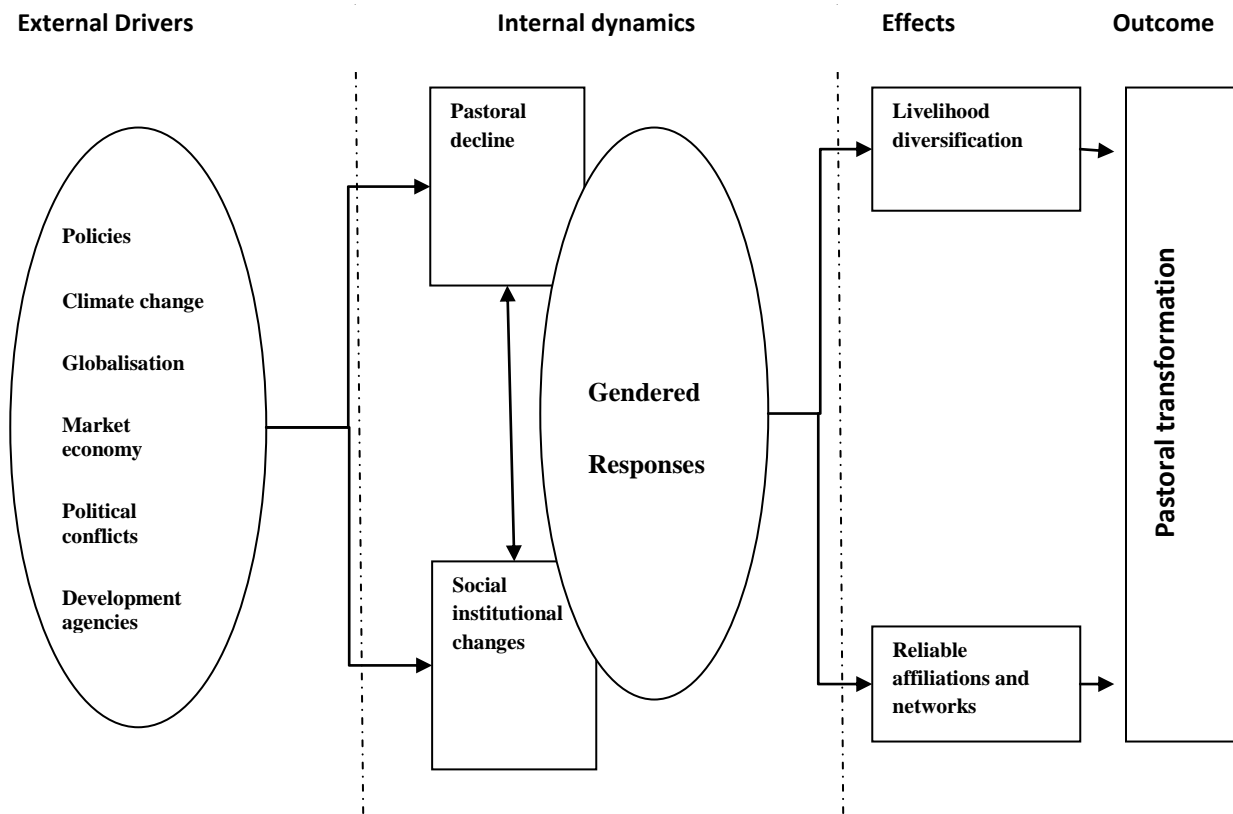 External Drivers
Internal dynamics
Effects
Outcome
Policies
Climate change
Globalisation
Market
economy
Political
conflicts
Development
agencies
Pastoral
decline
Social
institutional
changes
Gendered
Responses
Livelihood
diversification
Reliable
affiliations and
networks
Pastoral transformation